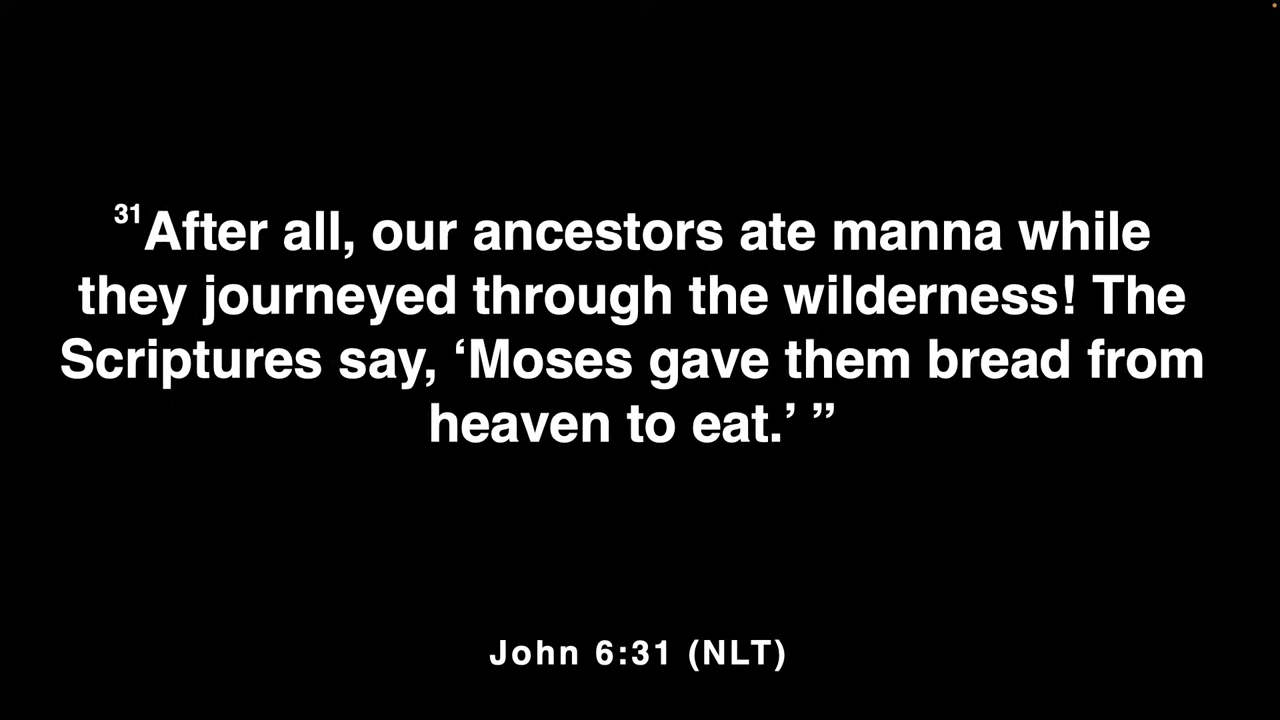 31After all, our ancestors ate manna while
they journeyed through the wilderness! The
Scriptures say, ‘Moses gave them bread from
heaven to eat.’ ”
John 6:31 (NLT)